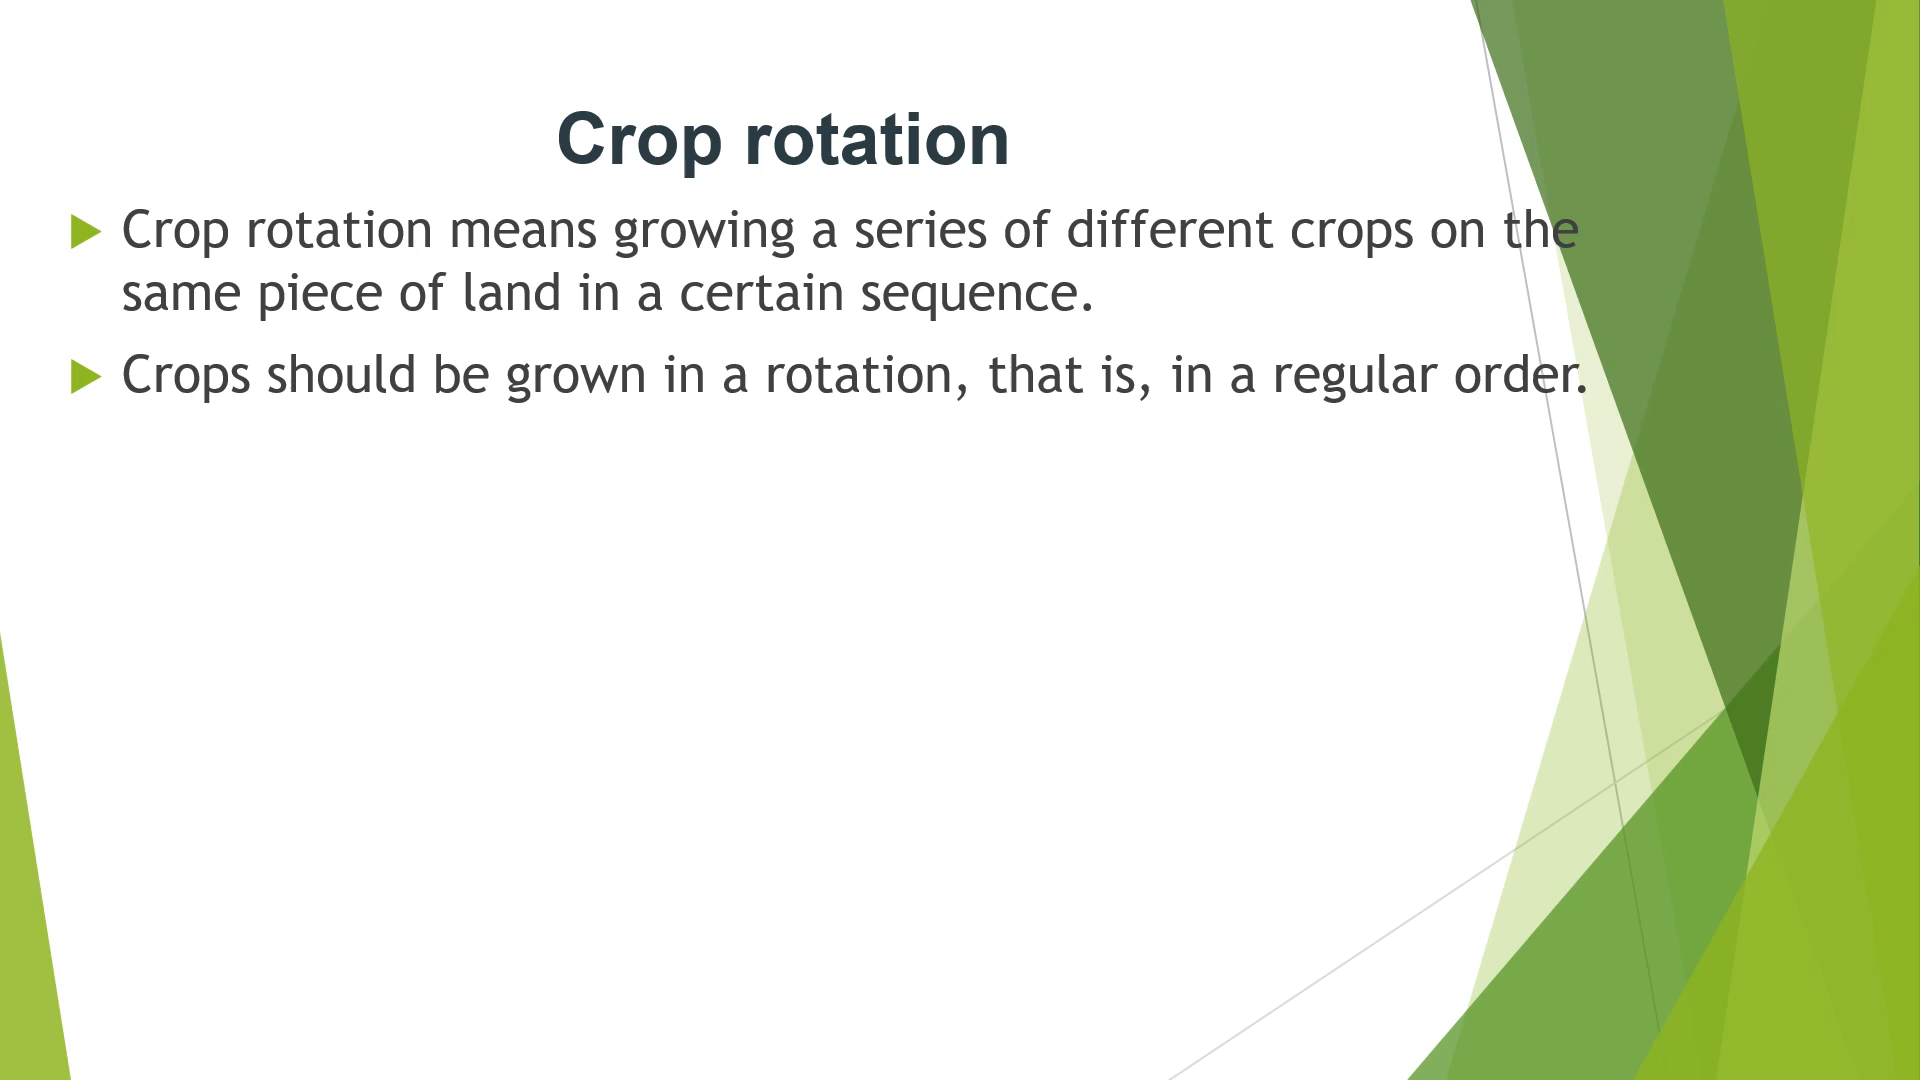 Crop rotation
Crop rotation means growing a series of different crops on the
same piece of land in a certain sequence.
Crops should be grown in a rotation, that is, in a regular order.